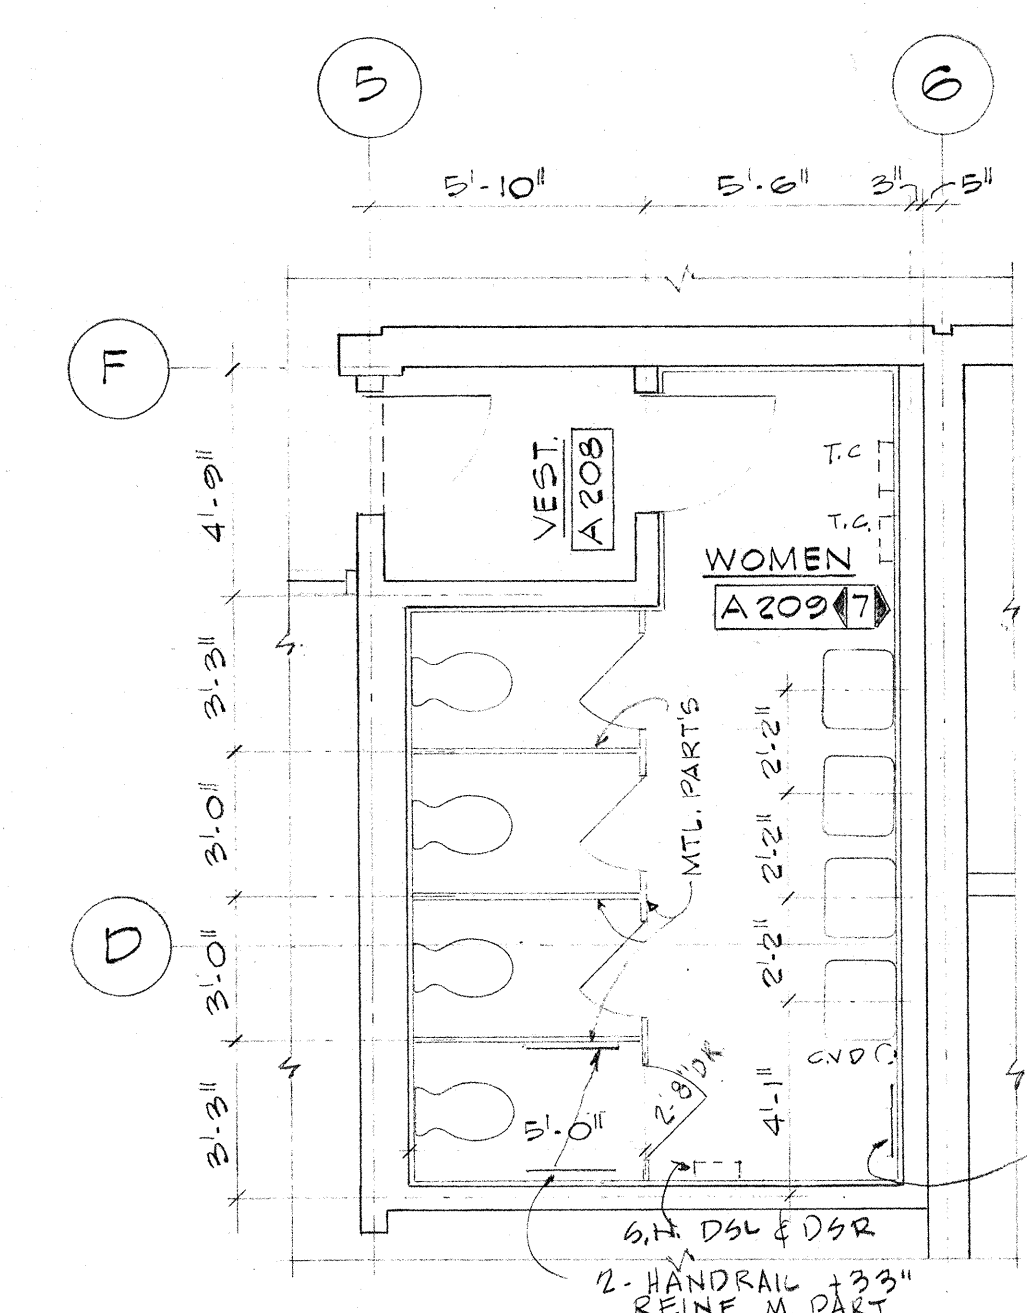 5
6
5'-10"
5'-6"
3"
5"
F
4'-9"
VEST.
A 208
T.C
T.C.
WOMEN
A 209 7
3'-3"
2'-2"
MTL. PART'S
3'-0"
2'-2"
D
3'-0"
2'-2"
C.V.D
2'-8" DR.
4'-1"
3'-3"
5'-0"
S.N. DSL & DSR
2- HANDRAIL +33"
REINF. M. PART